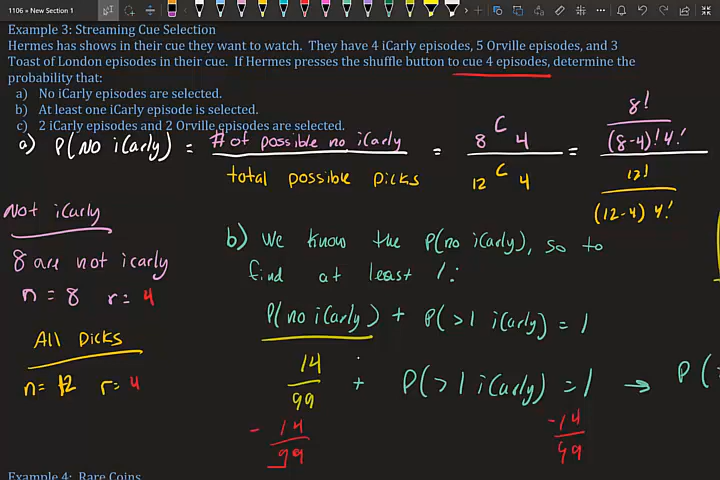 1106 × New Section 1
Example 3: Streaming Cue Selection
Hermes has shows in their cue they want to watch. They have 4 iCarly episodes, 5 Orville episodes, and 3
Toast of London episodes in their cue. If Hermes presses the shuffle button to cue 4 episodes, determine the
probability that:
a) No iCarly episodes are selected.
b) At least one iCarly episode is selected.
c) 2 iCarly episodes and 2 Orville episodes are selected.
a) P(No iCarly) = # of possible no iCarly / total possible picks = 8 C 4 / 12 C 4 = 8! / (8-4)! 4! / 12! / (12-4)! 4!
Not iCarly
8 are not icarly
n = 8 r = 4
All Picks
n = 12 r = 4
b) We know the P(no iCarly), so to
find at least 1:
P(no iCarly) + P(>1 iCarly) = 1
14/99 + P(>1 iCarly) = 1 → P(
- 14/99 -14/99
Example 4: Rare Coins